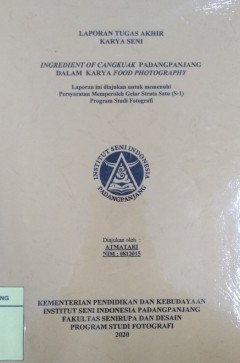 LAPORAN TUGAS AKHIR
KARYA SENI
INGREDIENT OF CANGKUAK PADANGPANJANG
DALAM KARYA FOOD PHOTOGRAPHY
Laporan ini diajukan untuk memenuhi
Persyaratan Memperoleh Gelar Strata Satu (S-1)
Program Studi Fotografi
INSTITUT SENI INDONESIA
PADANGPANJANG
Diajukan oleh :
ATMATARI
NIM : 0812015
NG
KEMENTERIAN PENDIDIKAN DAN KEBUDAYAAN
INSTITUT SENI INDONESIA PADANGPANJANG
FAKULTAS SENIRUPA DAN DESAIN
PROGRAM STUDI FOTOGRAFI
2020